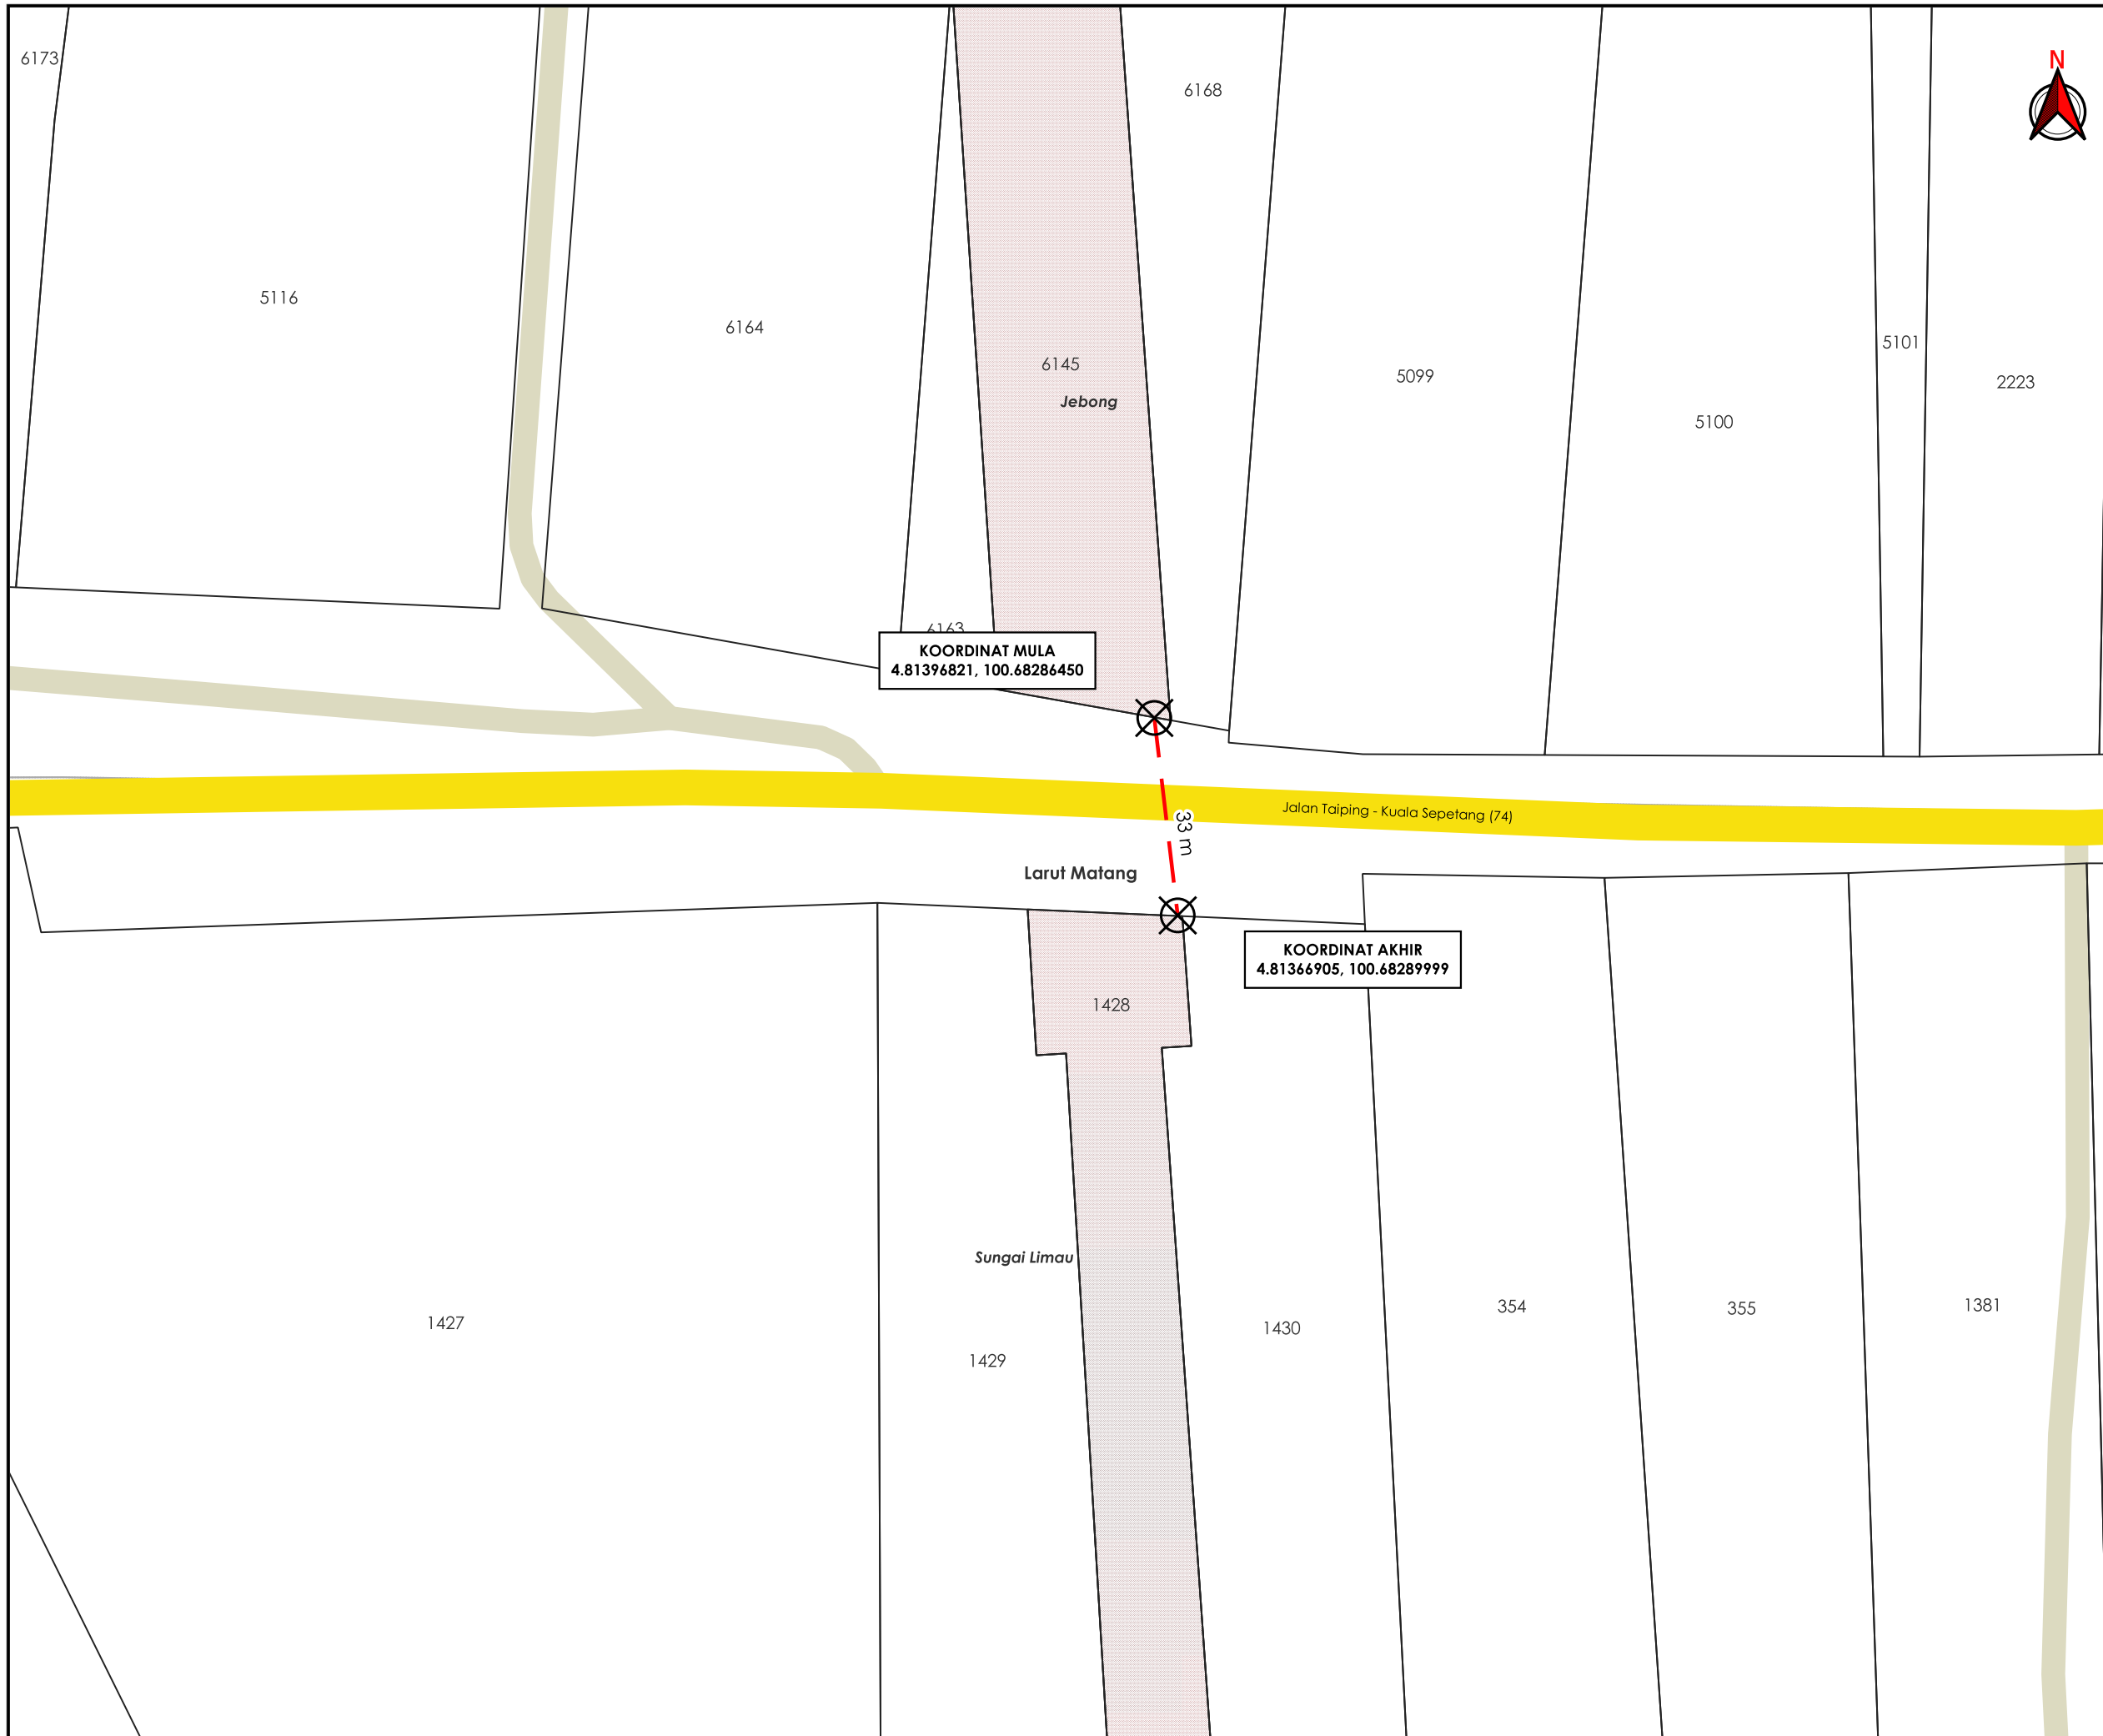 6173
N
6168
5116
6164
5101
6145
5099
2223
Jebong
5100
6163
KOORDINAT MULA
4.81396821, 100.68286450
Jalan Taiping - Kuala Sepetang (74)
33 m
Larut Matang
KOORDINAT AKHIR
4.81366905, 100.68289999
1428
Sungai Limau
1427
1429
1430
354
355
1381